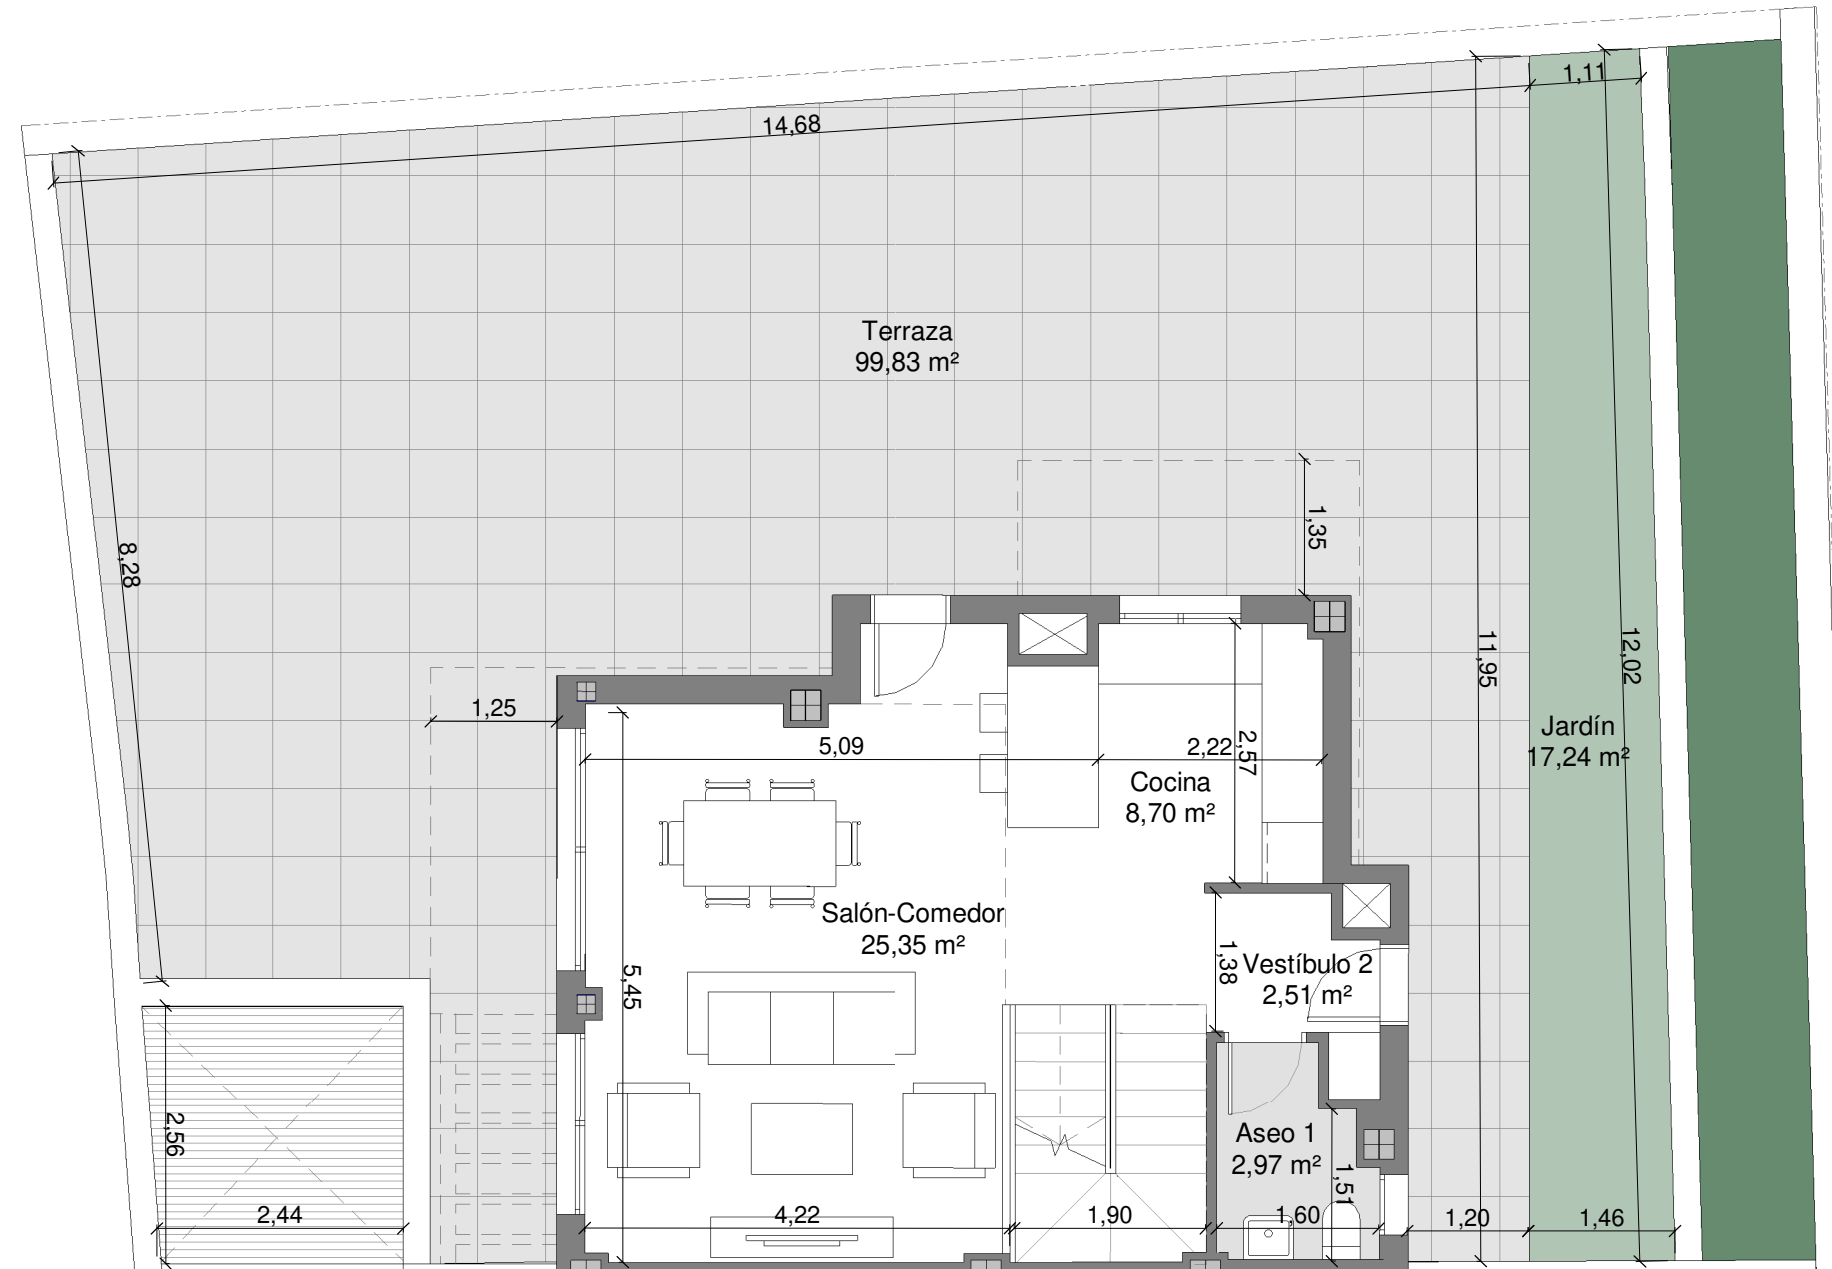 1,11
14,68
Terraza
99,83 m²
1,35
8,28
11,95
12,02
1,25
Jardín
17,24 m²
5,09
2,22
2,57
Cocina
8,70 m²
Salón-Comedor
25,35 m²
5,45
1,38
Vestíbulo 2
2,51 m²
2,56
Aseo 1
2,97 m²
1,51
2,44
4,22
1,90
1,60
1,20
1,46